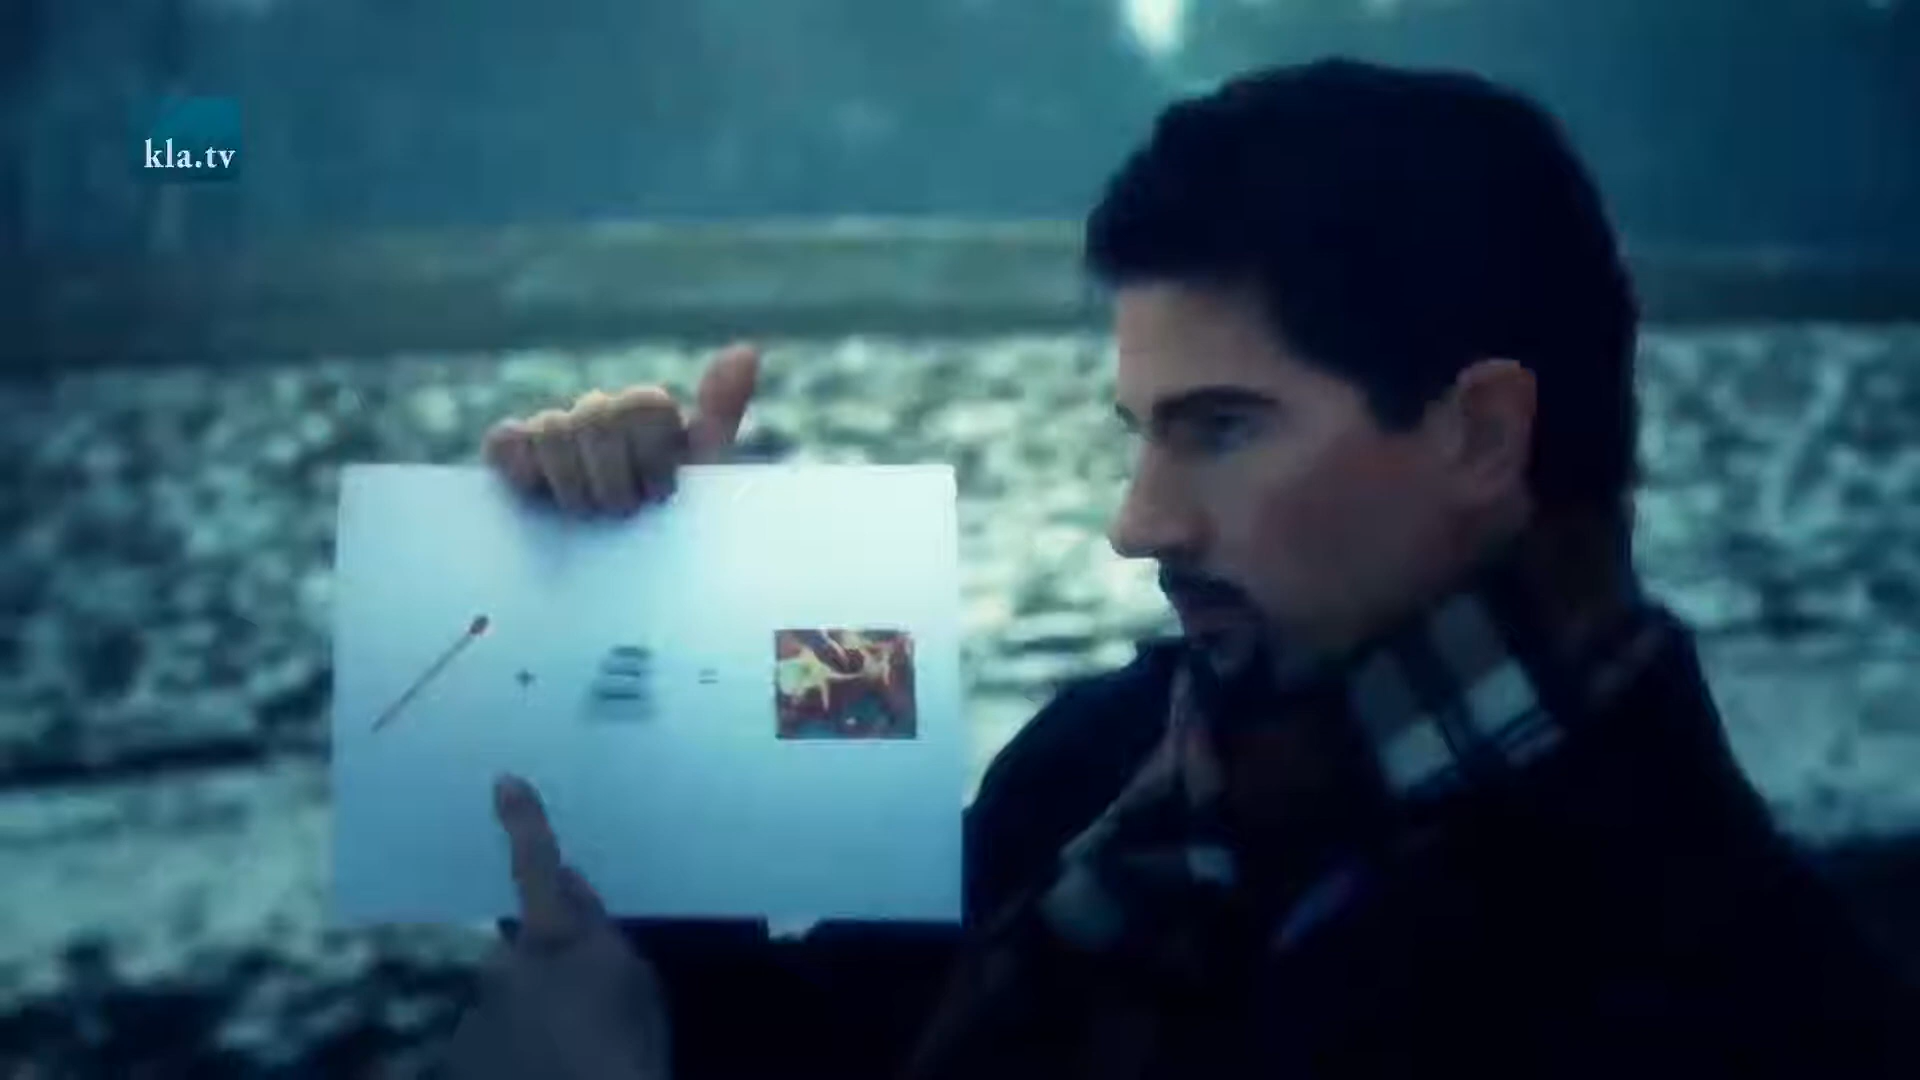 kla.tv
+
=